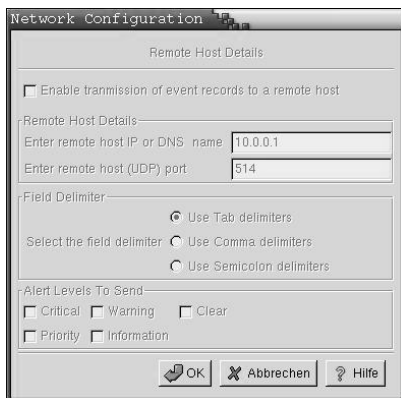 Network Configuration
Remote Host Details
Enable tranmission of event records to a remote host
Remote Host Details
Enter remote host IP or DNS name 10.0.0.1
Enter remote host (UDP) port 514
Field Delimiter
Use Tab delimiters
Select the field delimiter Use Comma delimiters
Use Semicolon delimiters
Alert Levels To Send
Critical Warning Clear
Priority Information
OK Abbrechen Hilfe